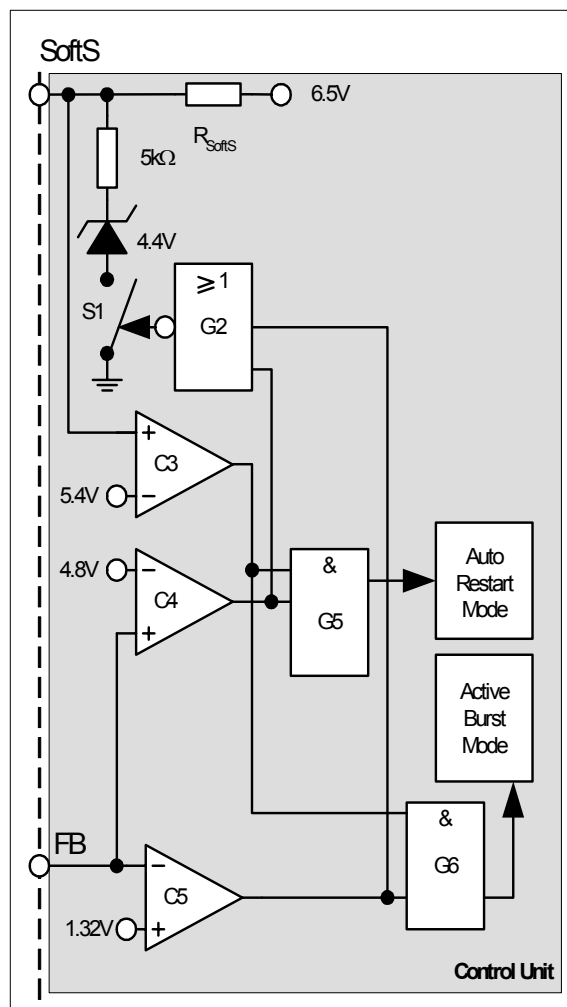 SoftS
6.5V
R SoftS
5kΩ
4.4V
S1
≥1
G2
+
C3
5.4V
−
4.8V
−
C4
+
&
G5
Auto
Restart
Mode
Active
Burst
Mode
&
G6
FB
−
C5
1.32V
+
Control Unit